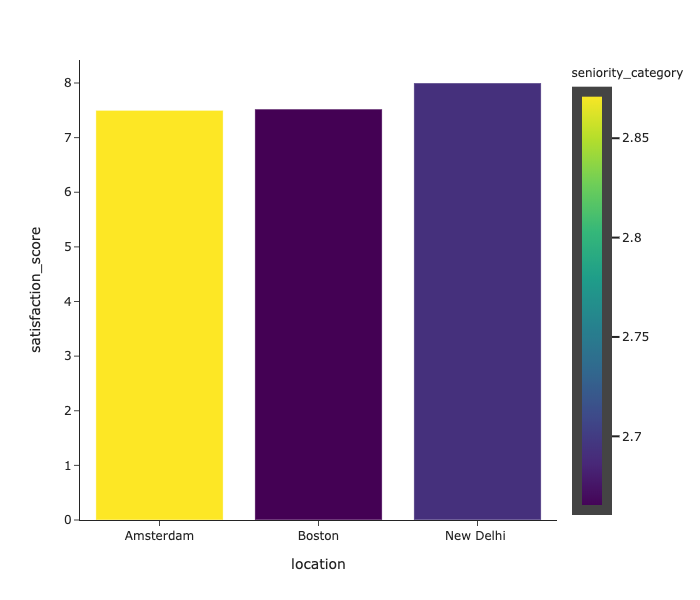 seniority_category
8
7
6
5
4
3
2
1
0
satisfaction_score
Amsterdam
Boston
New Delhi
location
2.85
2.8
2.75
2.7